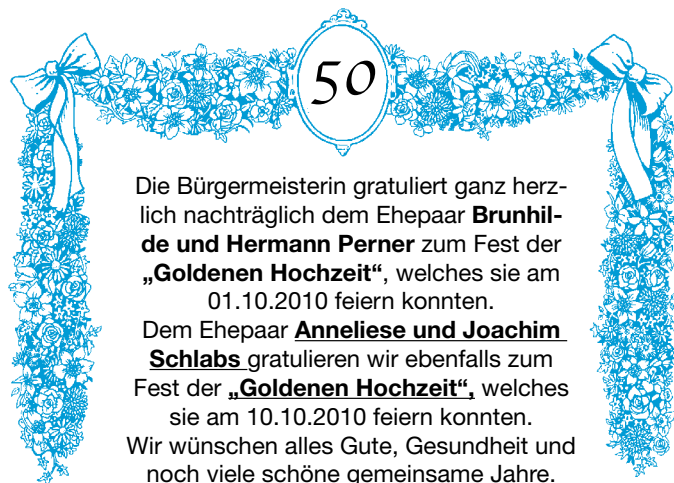 50
Die Bürgermeisterin gratuliert ganz herz-
lich nachträglich dem Ehepaar Brunhil-
de und Hermann Perner zum Fest der
„Goldenen Hochzeit“, welches sie am
01.10.2010 feiern konnten.
Dem Ehepaar Anneliese und Joachim
Schlabs gratulieren wir ebenfalls zum
Fest der „Goldenen Hochzeit“, welches
sie am 10.10.2010 feiern konnten.
Wir wünschen alles Gute, Gesundheit und
noch viele schöne gemeinsame Jahre.